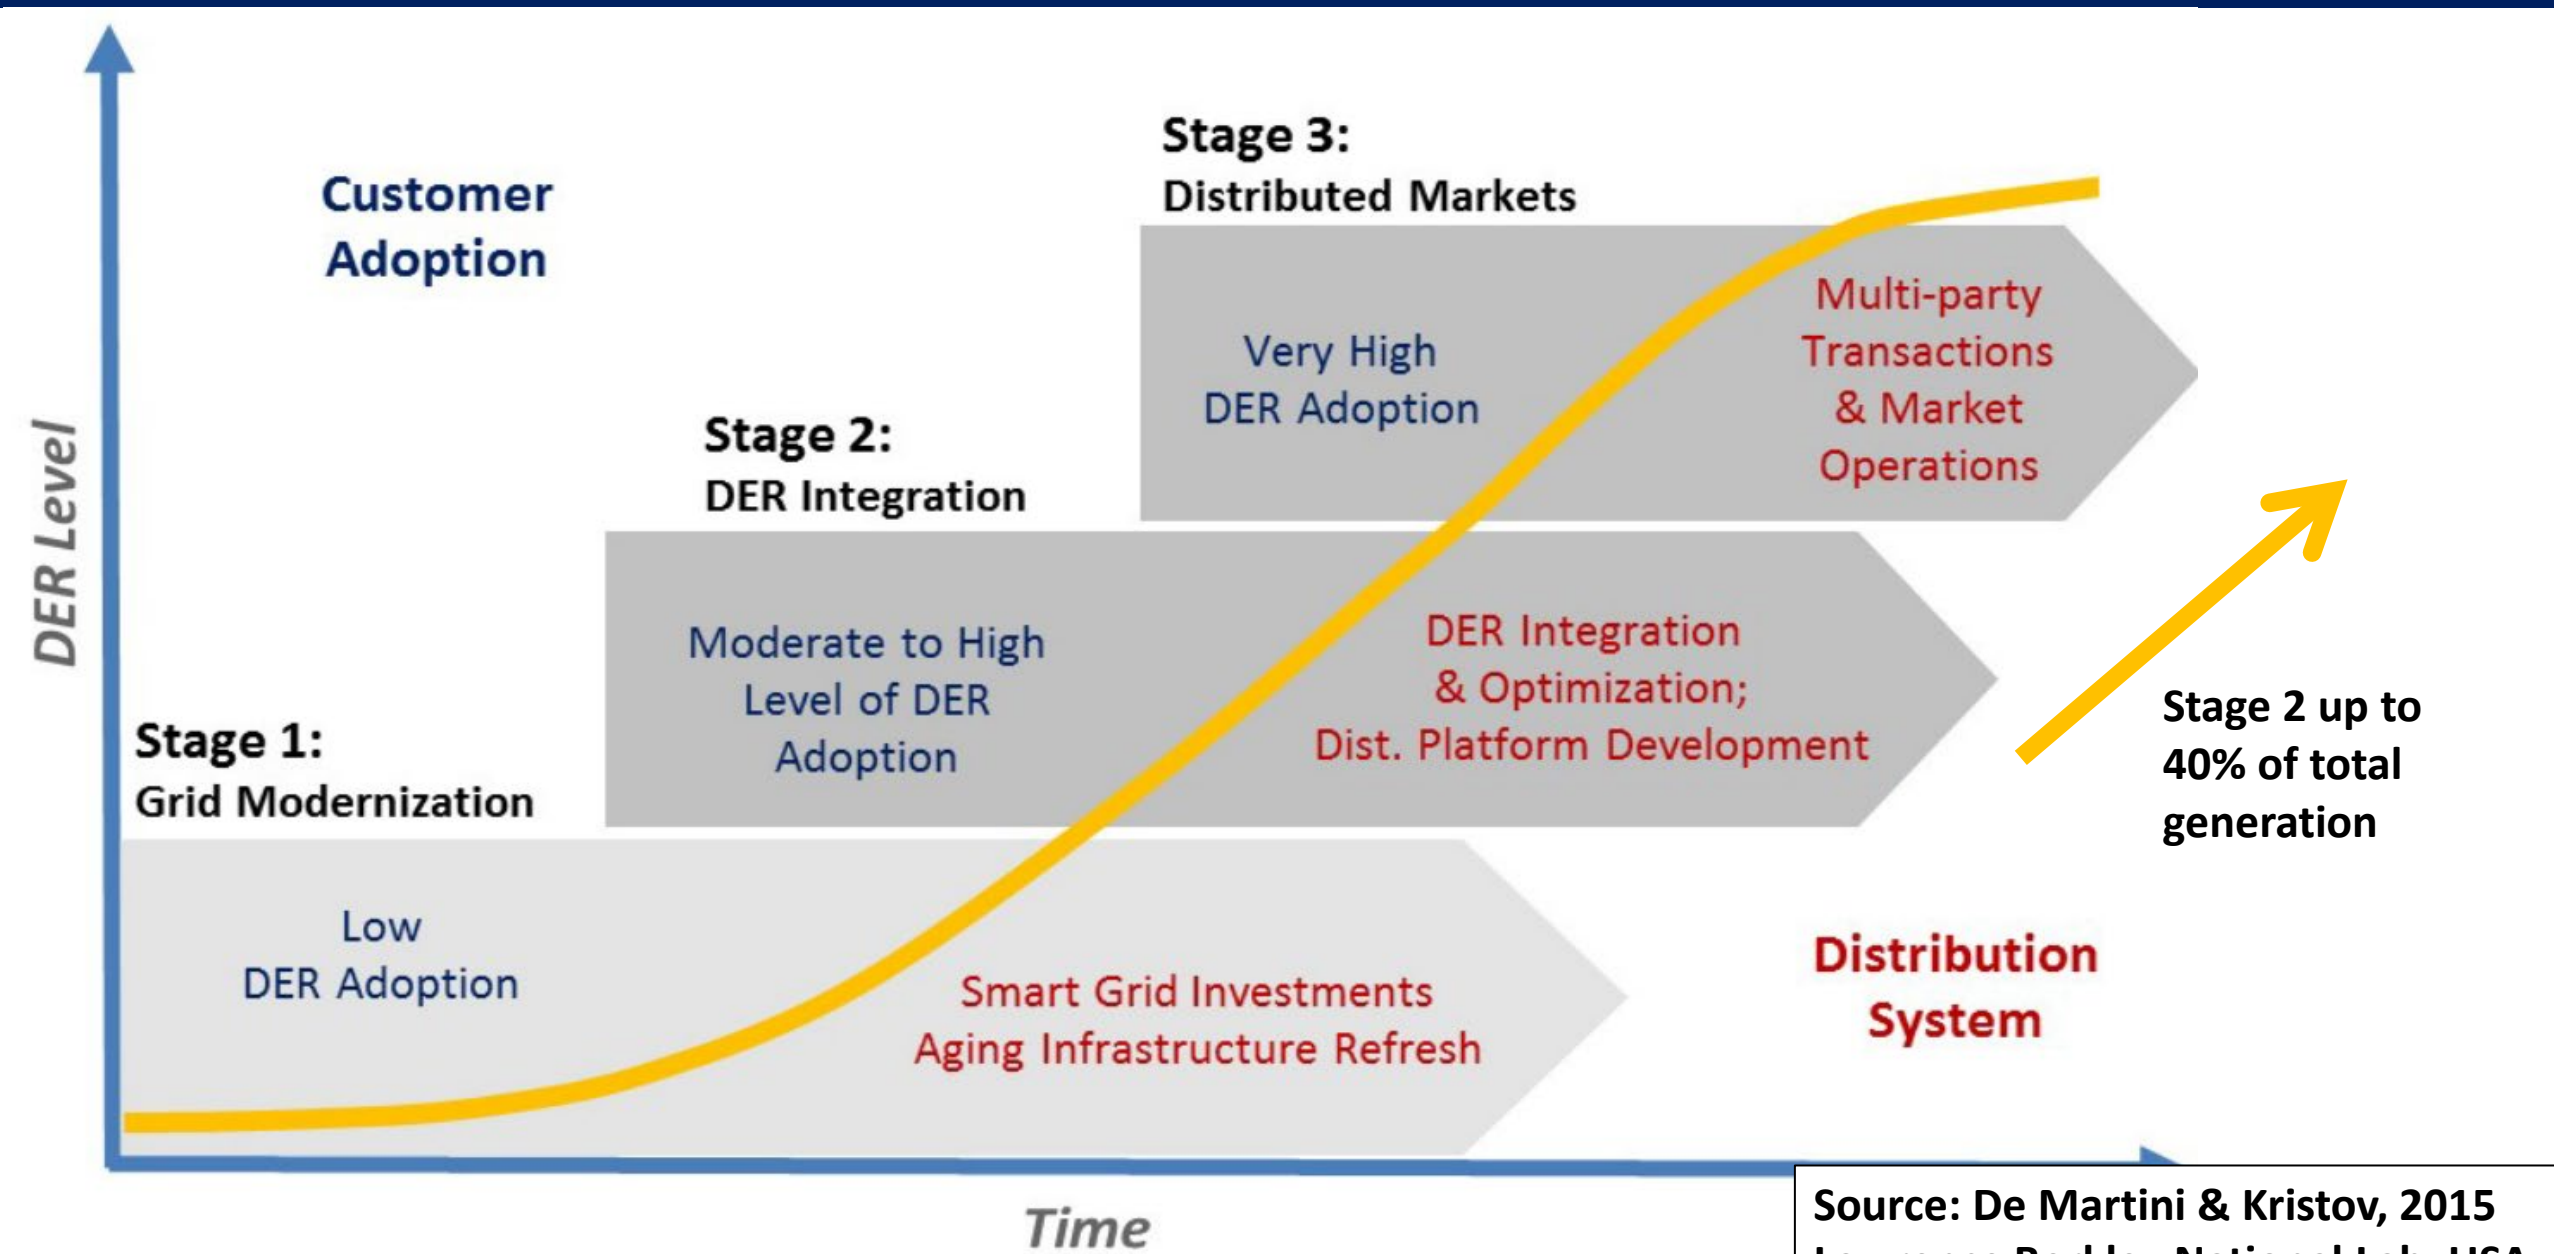 Customer
Adoption
Stage 3:
Distributed Markets
Very High
DER Adoption
Multi-party
Transactions
& Market
Operations
Stage 2:
DER Integration
Moderate to High
Level of DER
Adoption
DER Integration
& Optimization;
Dist. Platform Development
Stage 2 up to
40% of total
generation
Stage 1:
Grid Modernization
Low
DER Adoption
Smart Grid Investments
Aging Infrastructure Refresh
Distribution
System
DER Level
Time
Source: De Martini & Kristov, 2015
National Lab, USA